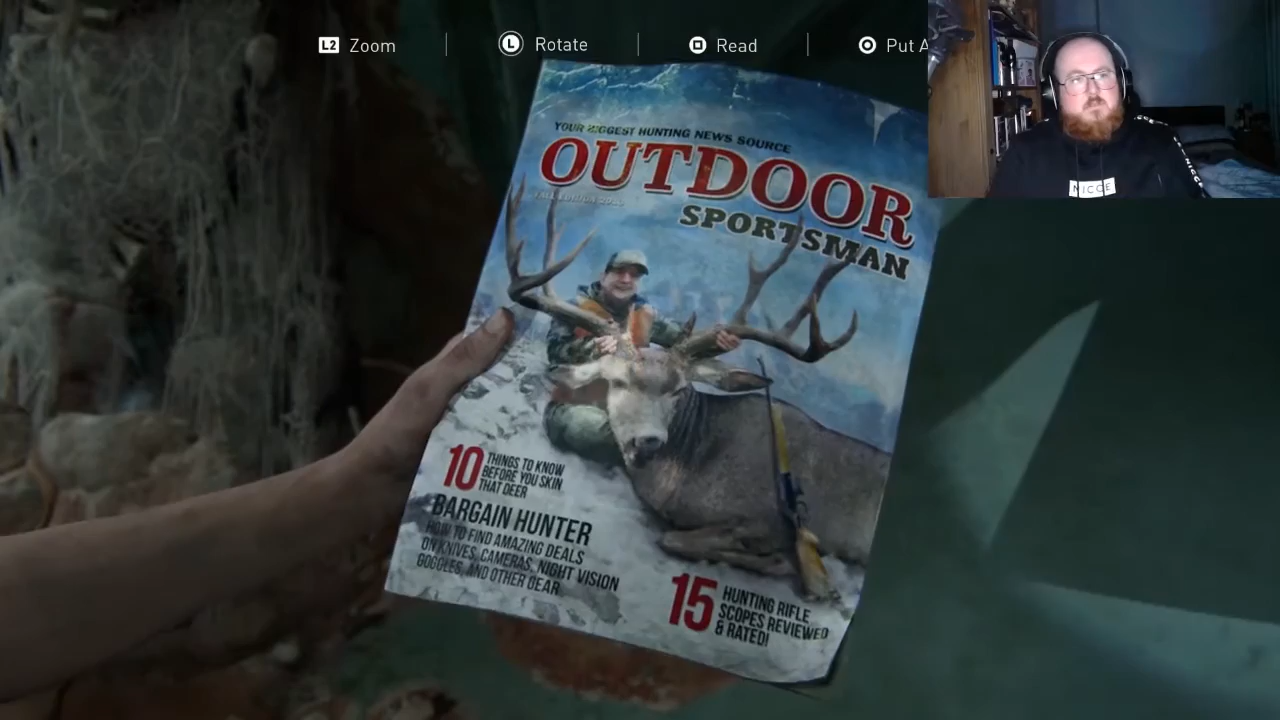 L2 Zoom
L Rotate
Read
Put A
YOUR BIGGEST HUNTING NEWS SOURCE
OUTDOOR
SPORTSMAN
10 THINGS TO KNOW
BEFORE YOU SKIN
THAT DEER
BARGAIN HUNTER
HOW TO FIND AMAZING DEALS
ON KNIVES, CAMERAS, NIGHT VISION
GOGGLES, AND OTHER GEAR
15 HUNTING RIFLE
SCOPES REVIEWED
& RATED!
NICCE